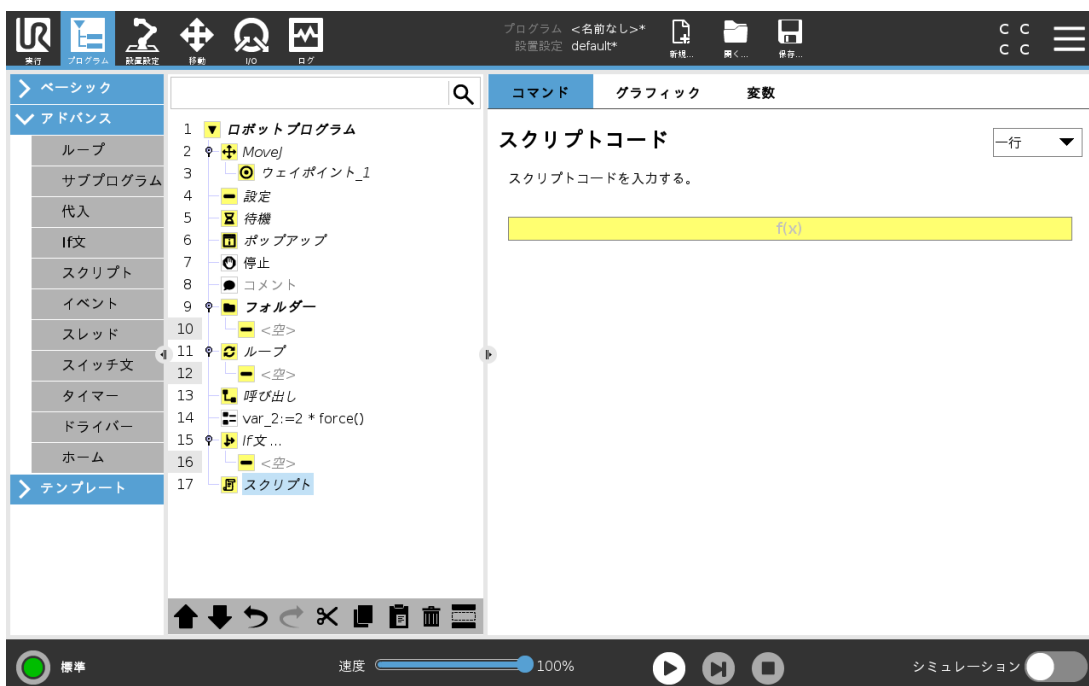 UR
実行
プログラム
設置設定
移動
I/O
ログ
プログラム <名前なし>*
設置設定 default*
新規...
開く...
保存...
C C
C C
ベーシック
アドバンス
ループ
サブプログラム
代入
If文
スクリプト
イベント
スレッド
スイッチ文
タイマー
ドライバー
ホーム
テンプレート
1 ロボットプログラム
2 MoveJ
3 ウェイポイント_1
4 設定
5 待機
6 ポップアップ
7 停止
8 コメント
9 フォルダー
10 <空>
11 ループ
12 <空>
13 呼び出し
14 var_2:=2 * force()
15 If文 ...
16 <空>
17 スクリプト
コマンド グラフィック 変数
スクリプトコード
一行
スクリプトコードを入力する。
f(x)
標準
速度
100%
シミュレーション